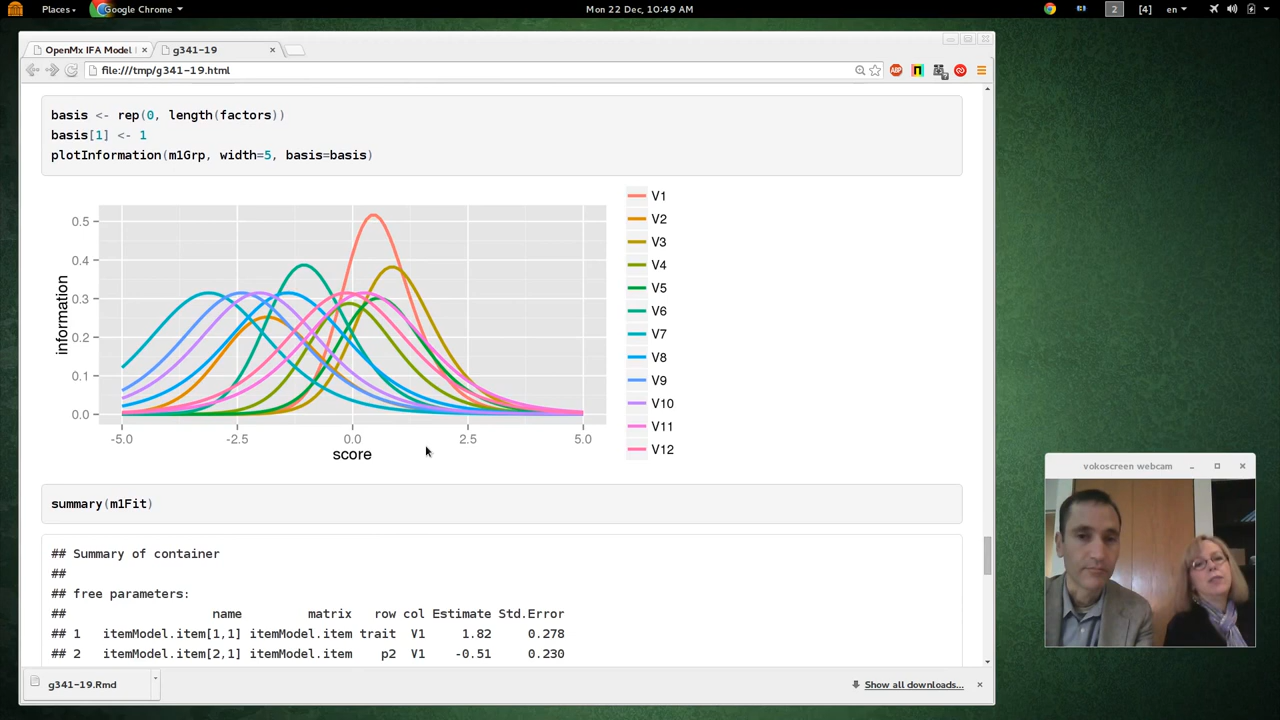 Places
Google Chrome
Mon 22 Dec, 10:49 AM
2
[4]
en
OpenMx IFA Model
g341-19
file:///tmp/g341-19.html
ABP
basis <- rep(0, length(factors))
basis[1] <- 1
plotInformation(m1Grp, width=5, basis=basis)
information
0.5
0.4
0.3
0.2
0.1
0.0
-5.0
-2.5
0.0
2.5
5.0
score
V1
V2
V3
V4
V5
V6
V7
V8
V9
V10
V11
V12
summary(m1Fit)
## Summary of container
##
## free parameters:
## name matrix row col Estimate Std.Error
## 1 itemModel.item[1,1] itemModel.item trait V1 1.82 0.278
## 2 itemModel.item[2,1] itemModel.item p2 V1 -0.51 0.230
g341-19.Rmd
Show all downloads...
vokoscreen webcam